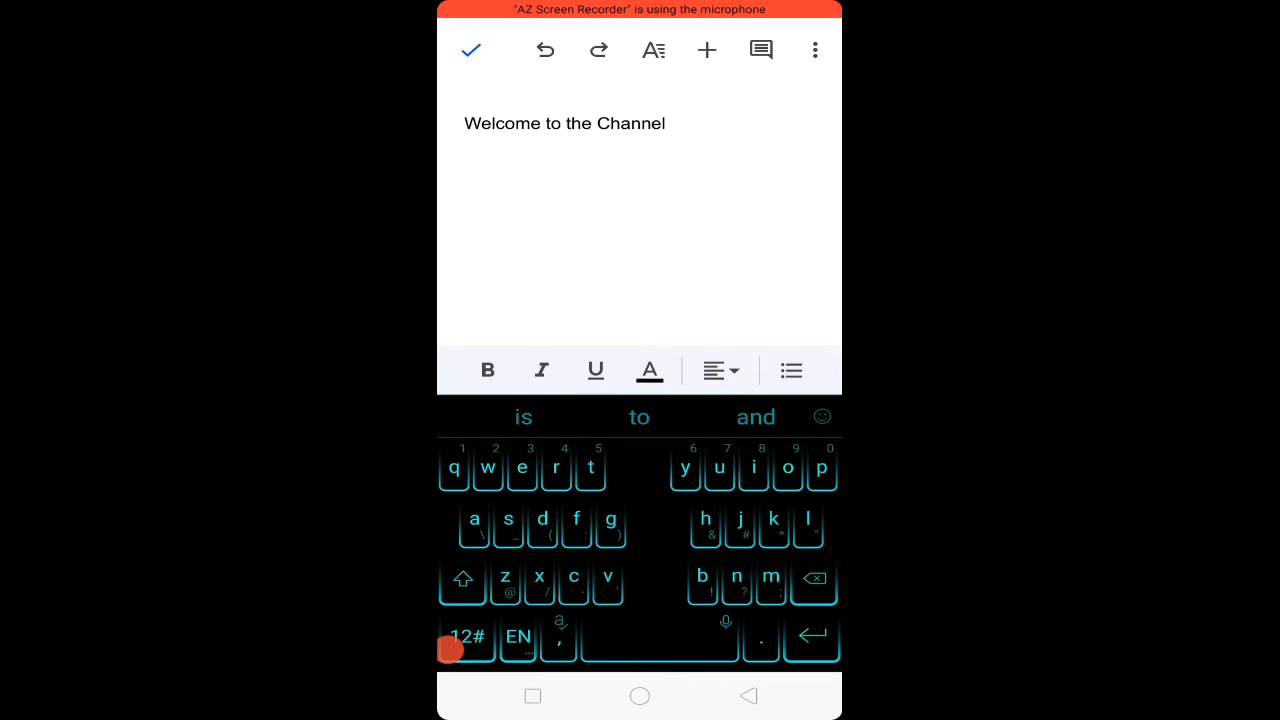 "AZ Screen Recorder" is using the microphone
Welcome to the Channel
B I U A
is to and
1 2 3 4 5 6 7 8 9 0
q w e r t y u i o p
a s d f g h j k l
\ _ ( : ) & # * "
z x c v b n m
@ / - ' ! ? ;
12# EN , .